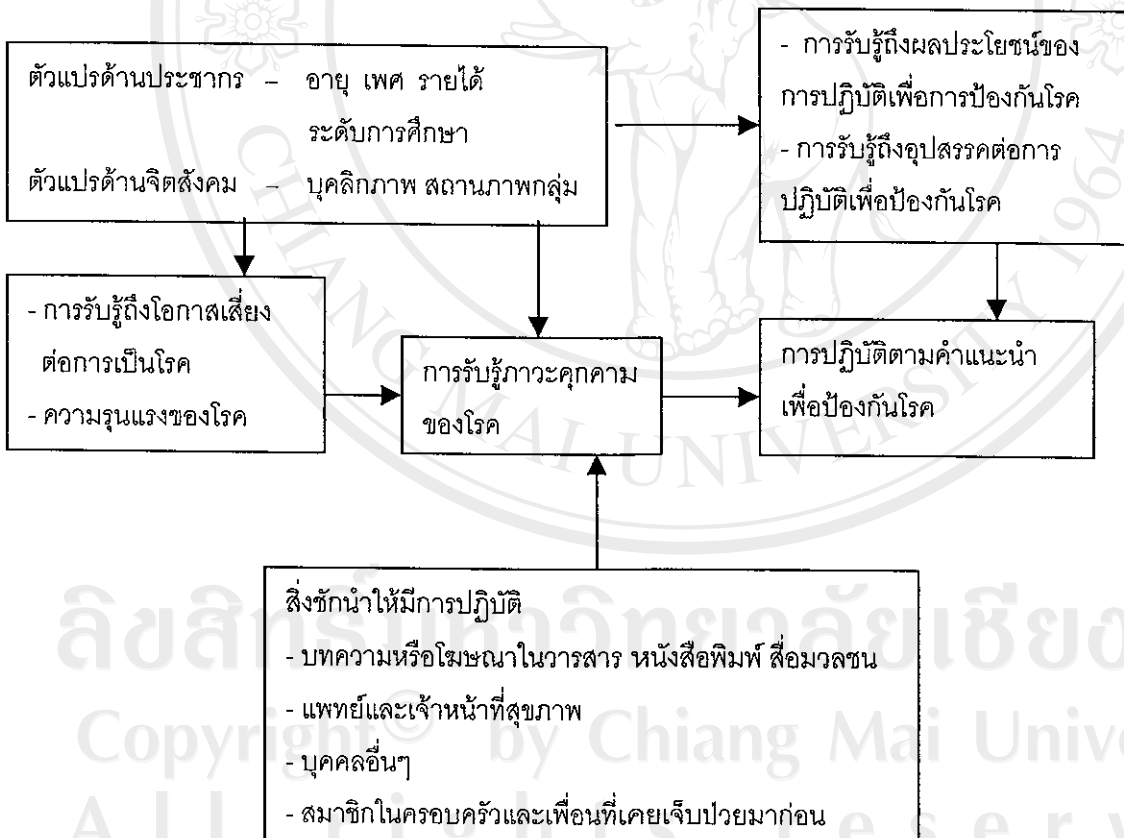 ตัวแปรด้านประชากร – อายุ เพศ รายได้
ระดับการศึกษา
ตัวแปรด้านจิตสังคม – บุคลิกภาพ สถานภาพกลุ่ม
- การรับรู้ถึงผลประโยชน์ของ
การปฏิบัติเพื่อการป้องกันโรค
- การรับรู้ถึงอุปสรรคต่อการ
ปฏิบัติเพื่อป้องกันโรค
- การรับรู้ถึงโอกาสเสี่ยง
ต่อการเป็นโรค
- ความรุนแรงของโรค
การรับรู้ภาวะคุกคาม
ของโรค
การปฏิบัติตามคำแนะนำ
เพื่อป้องกันโรค
สิ่งชักนำให้มีการปฏิบัติ
- บทความหรือโฆษณาในวารสาร หนังสือพิมพ์ สื่อมวลชน
- แพทย์และเจ้าหน้าที่สุขภาพ
- บุคคลอื่นๆ
- สมาชิกในครอบครัวและเพื่อนที่เคยเจ็บป่วยมาก่อน
CHIANG MAI UNIVERSITY 1964
ลิขสิทธิ์มหาวิทยาลัยเชียง
Copyright© by Chiang Mai Unive
All rights reserv